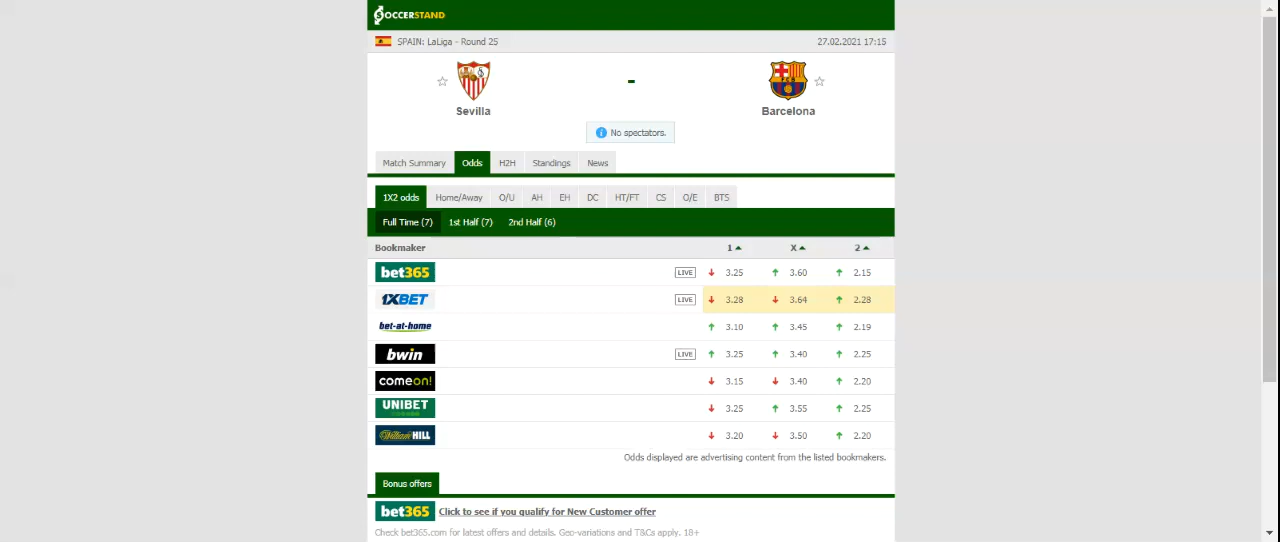 SOCCERSTAND
SPAIN: LaLiga - Round 25 27.02.2021 17:15
-
Sevilla Barcelona
No spectators.
Match Summary Odds H2H Standings News
1X2 odds Home/Away O/U AH EH DC HT/FT CS O/E BTS
Full Time (7) 1st Half (7) 2nd Half (6)
Bookmaker 1 X 2
bet365 LIVE 3.25 3.60 2.15
1XBET LIVE 3.28 3.64 2.28
bet-at-home 3.10 3.45 2.19
bwin LIVE 3.25 3.40 2.25
comeon! 3.15 3.40 2.20
UNIBET 3.25 3.55 2.25
William HILL 3.20 3.50 2.20
Odds displayed are advertising content from the listed bookmakers.
Bonus offers
bet365 Click to see if you qualify for New Customer offer
Check bet365.com for latest offers and details. Geo-variations and T&Cs apply. 18+